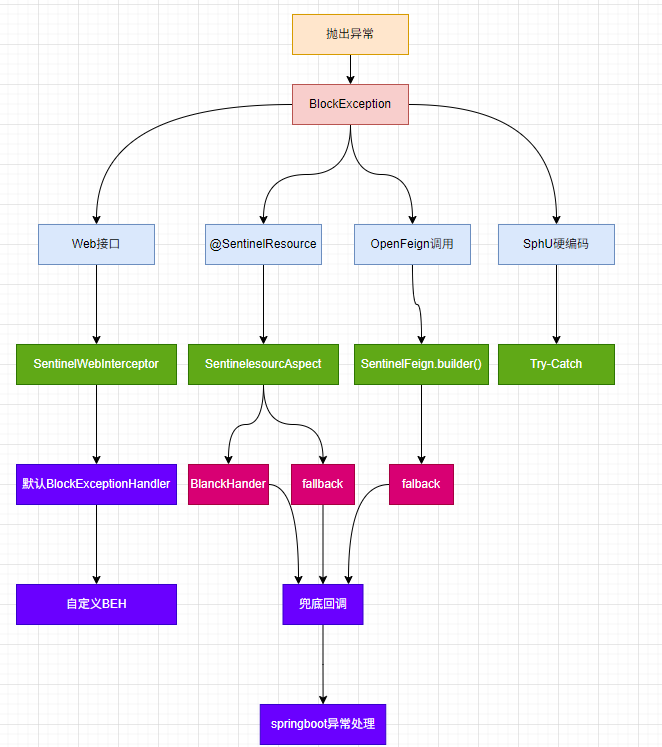 抛出异常
BlockException
Web接口
@SentinelResource
OpenFeign调用
SphU硬编码
SentinelWebInterceptor
SentinelesourcAspect
SentinelFeign.builder()
Try-Catch
默认BlockExceptionHandler
BlanckHander
fallback
falback
自定义BEH
兜底回调
springboot异常处理